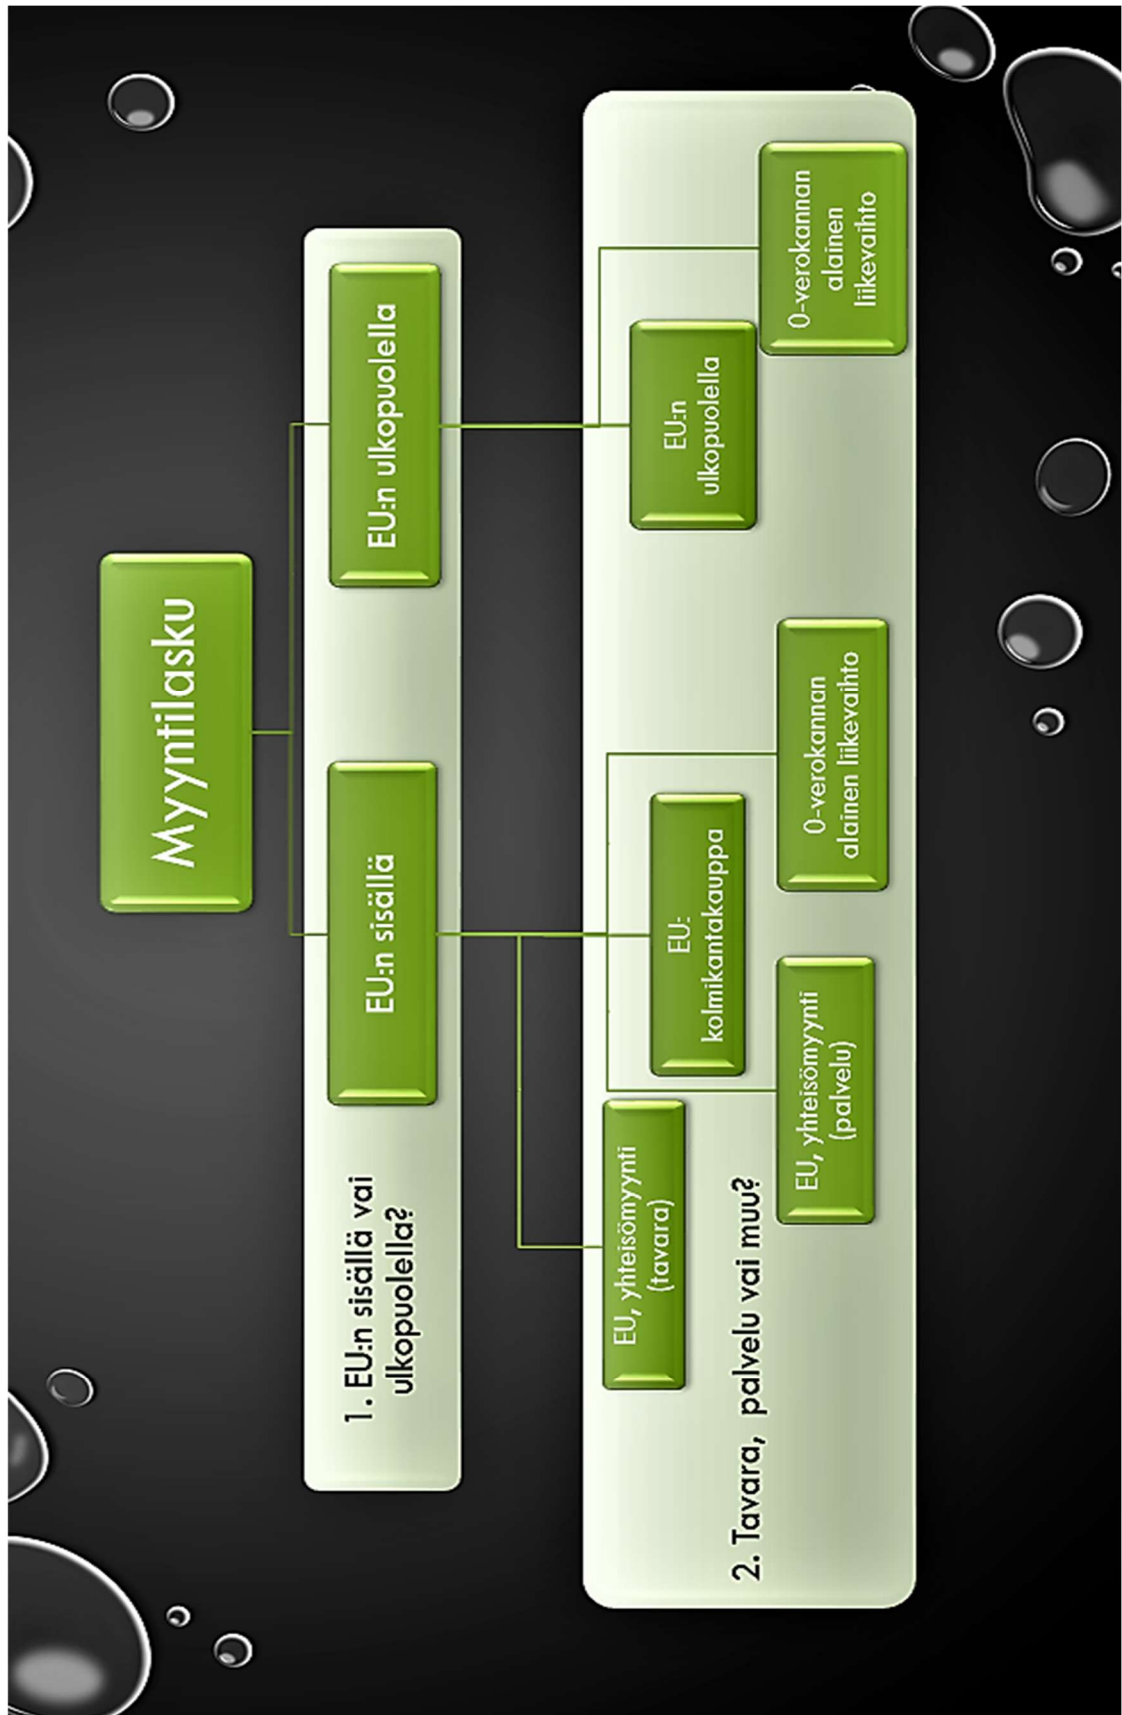 Myyntilasku
1. EU:n sisällä vai
ulkopuolella?
EU:n sisällä
EU:n ulkopuolella
2. Tavara, palvelu vai muu?
EU, yhteisömyynti
(tavara)
EU, yhteisömyynti
(palvelu)
EU:
kolmikantakauppa
0-verokannan
alainen liikevaihto
EU:n
ulkopuolella
0-verokannan
alainen
liikevaihto